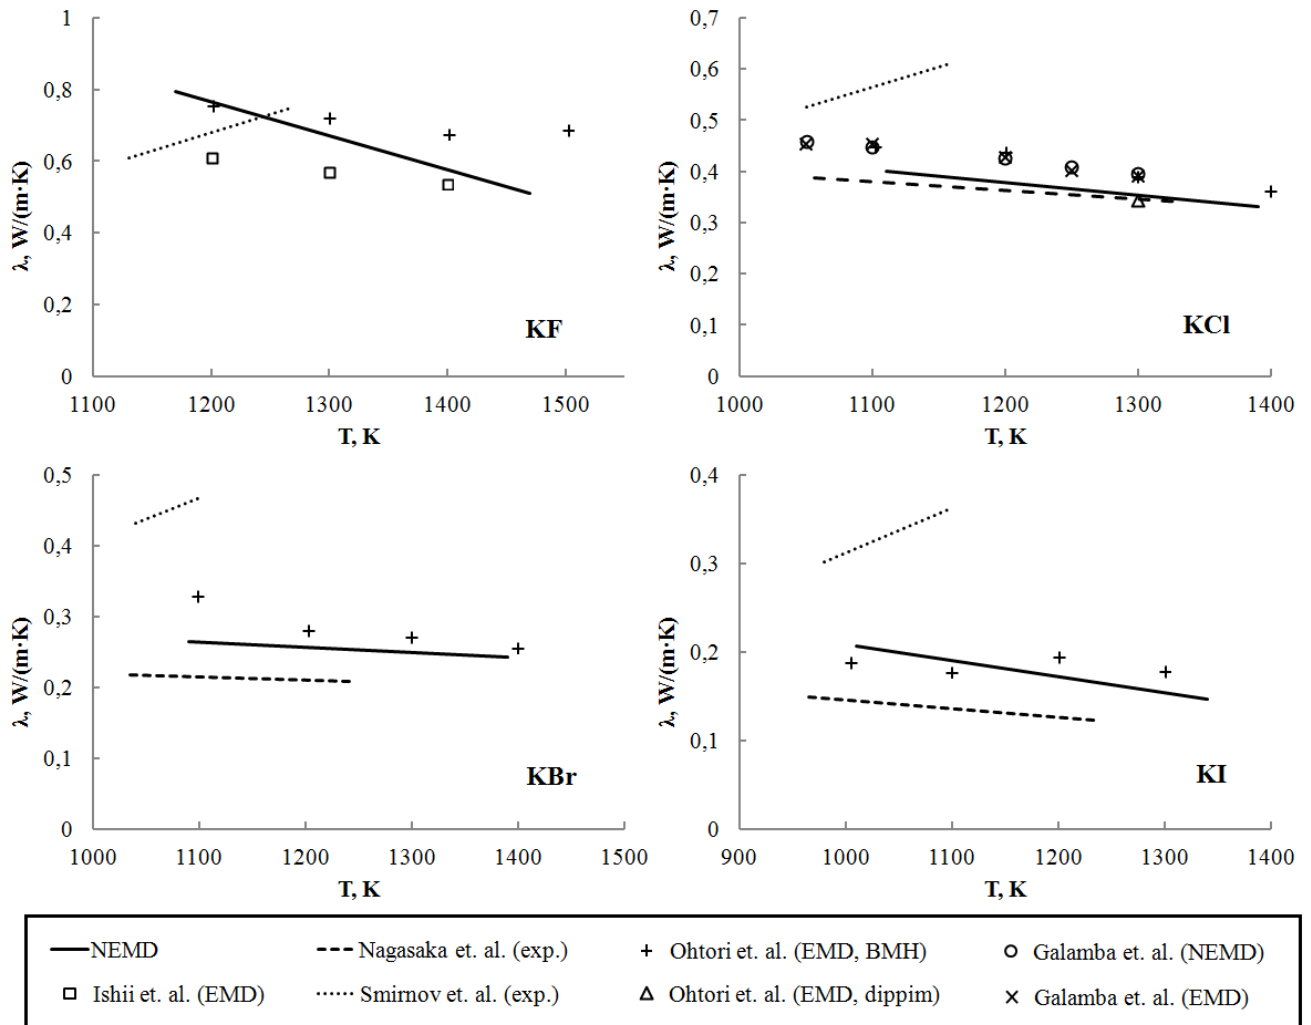 1
0,8
0,6
0,4
0,2
0
λ, W/(m·K)
1100 1200 1300 1400 1500
T, K
KF
0,7
0,6
0,5
0,4
0,3
0,2
0,1
0
λ, W/(m·K)
1000 1100 1200 1300 1400
T, K
KCl
0,5
0,4
0,3
0,2
0,1
0
λ, W/(m·K)
1000 1100 1200 1300 1400 1500
T, K
KBr
0,4
0,3
0,2
0,1
0
λ, W/(m·K)
900 1000 1100 1200 1300 1400
T, K
KI
NEMD Nagasaka et. al. (exp.) Ohtori et. al. (EMD, BMH) Galamba et. al. (NEMD)
Ishii et. al. (EMD) Smirnov et. al. (exp.) Ohtori et. al. (EMD, dippim) Galamba et. al. (EMD)